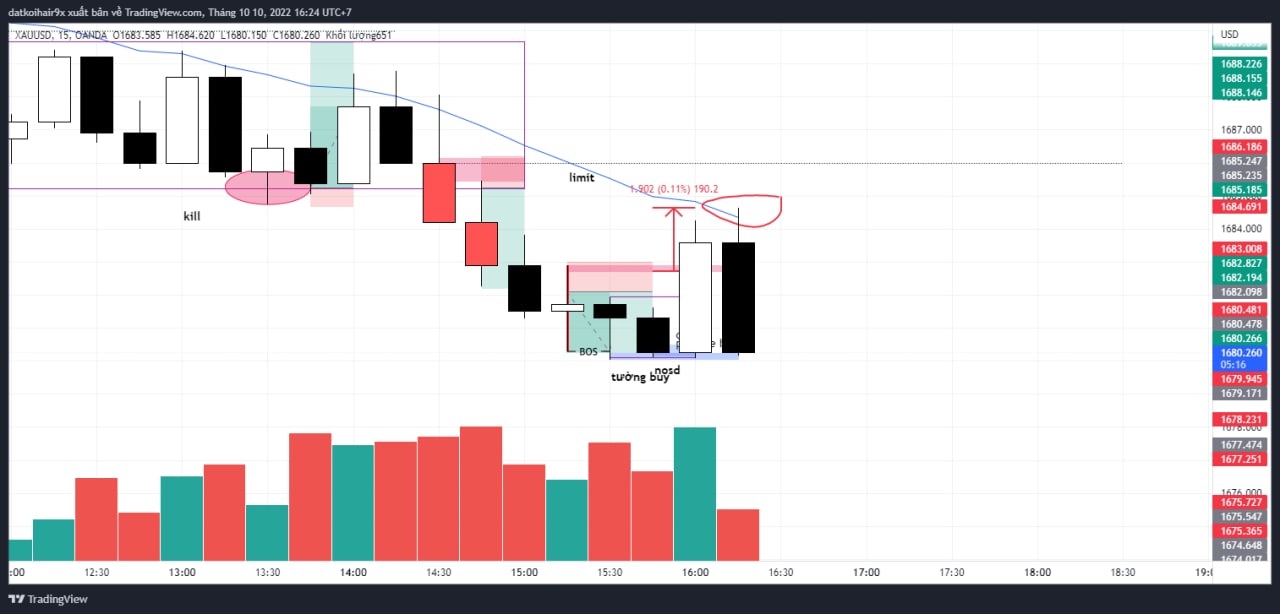 datkoihair9x xuất bản về TradingView.com, Tháng 10 10, 2022 16:24 UTC+7
XAUUSD, 15, OANDA O1683.585 H1684.620 L1680.150 C1680.260 Khối lượng651
USD
1688.226
1688.155
1688.146
1687.000
1686.186
1685.247
1685.235
1685.185
1684.691
1684.000
1683.008
1682.827
1682.194
1682.098
1680.481
1680.478
1680.266
1680.260
05:16
1679.945
1679.171
1678.231
1678.000
1677.474
1677.251
1676.000
1675.727
1675.547
1675.365
1674.648
1674.017
limit
1.902 (0.11%) 190.2
kill
BOS
nosd
tường buy
:00 12:30 13:00 13:30 14:00 14:30 15:00 15:30 16:00 16:30 17:00 17:30 18:00 18:30 19:0
TradingView